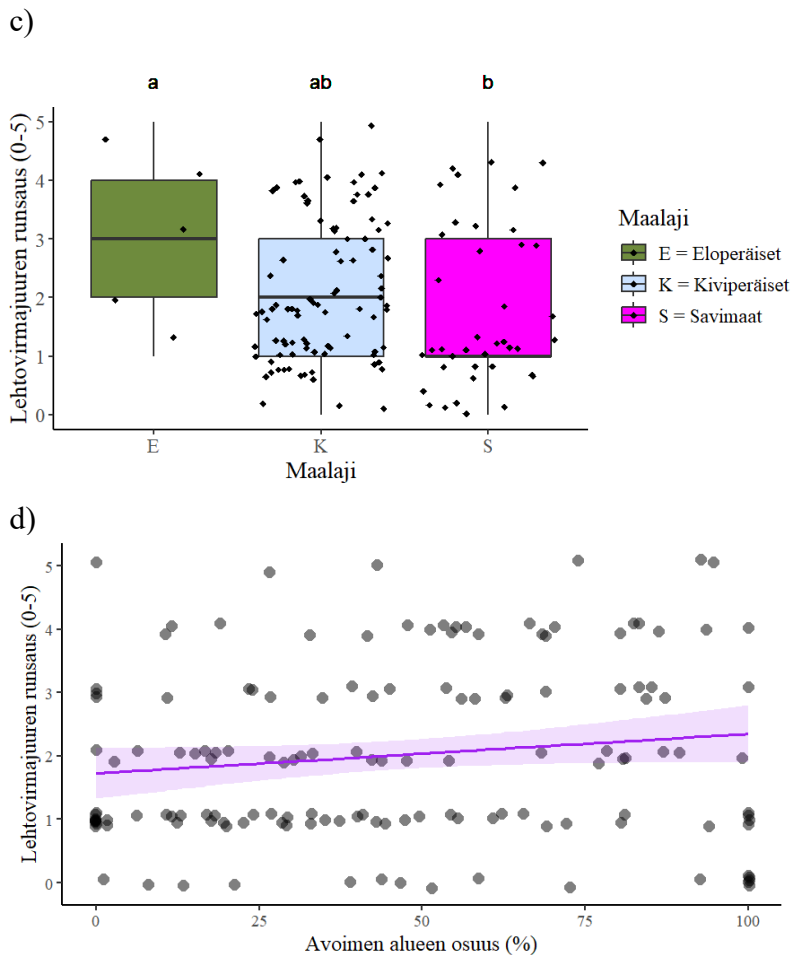 c)
a ab b
Lehtovirmajuuren runsaus (0-5)
5
4
3
2
1
0
E K S
Maalaji
Maalaji
E = Eloperäiset
K = Kiviperäiset
S = Savimaat
d)
Lehtovirmajuuren runsaus (0-5)
5
4
3
2
1
0
0 25 50 75 100
Avoimen alueen osuus (%)